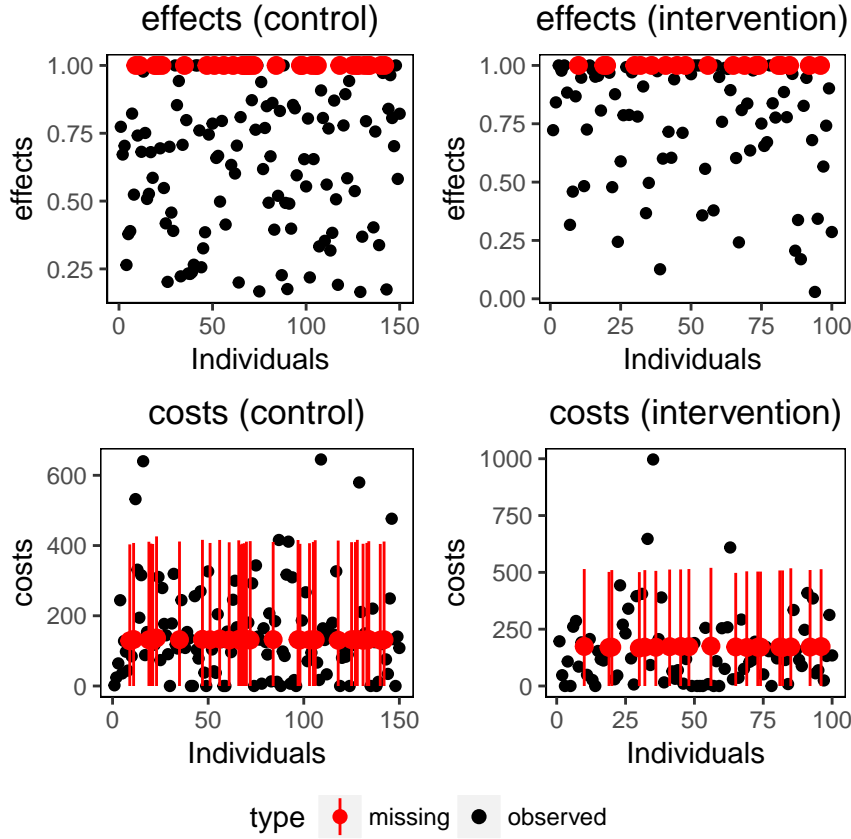 effects (control)
effects (intervention)
effects
1.00
0.75
0.50
0.25
0 50 100 150
Individuals
effects
1.00
0.75
0.50
0.25
0.00
0 25 50 75 100
Individuals
costs (control)
costs (intervention)
costs
600
400
200
0
0 50 100 150
Individuals
costs
1000
750
500
250
0
0 25 50 75 100
Individuals
type missing observed